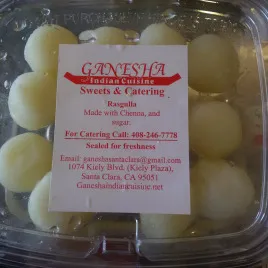 GANESHA
Indian Cuisine
Sweets & Catering
Rasgulla
Made with Chenna, and
sugar.
For Catering Call: 408-246-7778
Sealed for freshness
Email: ganeshasantaclara@gmail.com
1074 Kiely Blvd. (Kiely Plaza),
Santa Clara, CA 95051
Ganeshaindiancuisine.net